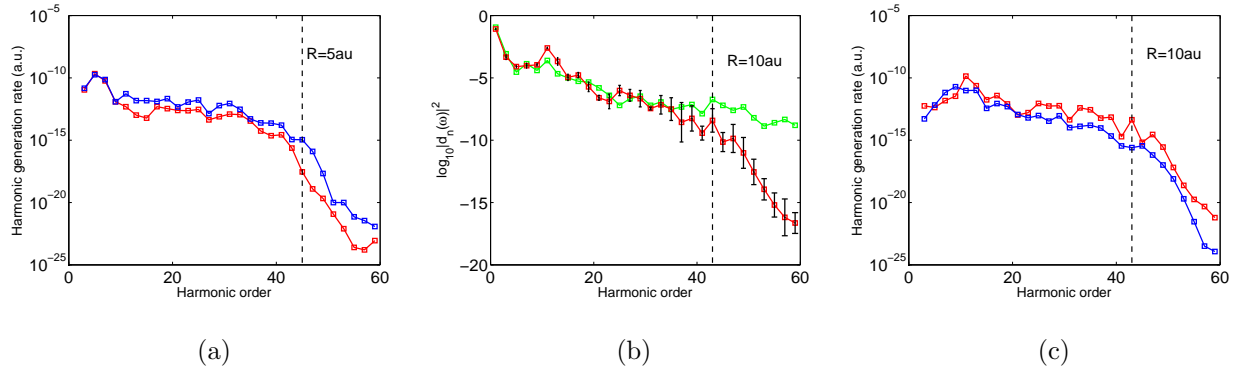 10⁻⁵
10⁻¹⁰
10⁻¹⁵
10⁻²⁰
10⁻²⁵
Harmonic generation rate (a.u.)
R=5au
0 20 40 60
Harmonic order
(a)
0
−5
−10
−15
−20
log₁₀|dₙ(ω)|²
R=10au
0 20 40 60
Harmonic order
(b)
10⁻⁵
10⁻¹⁰
10⁻¹⁵
10⁻²⁰
10⁻²⁵
Harmonic generation rate (a.u.)
R=10au
0 20 40 60
Harmonic order
(c)